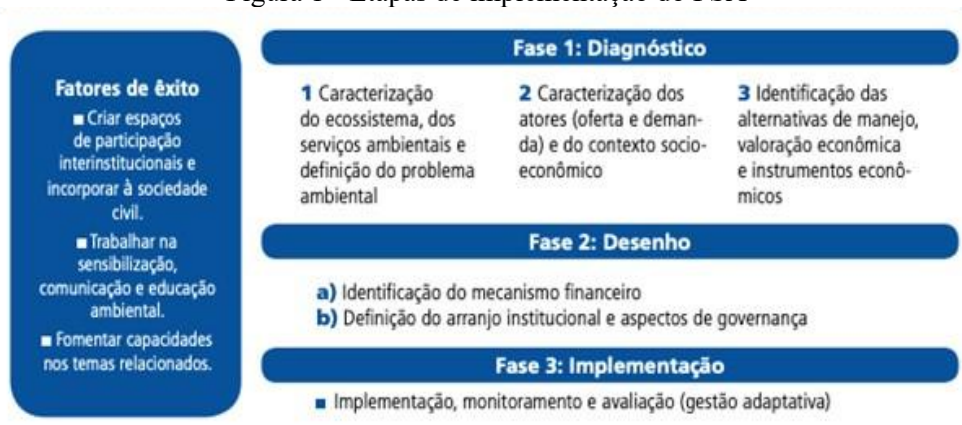 Fatores de êxito
■ Criar espaços
de participação
interinstitucionais e
incorporar à sociedade
civil.
■ Trabalhar na
sensibilização,
comunicação e educação
ambiental.
■ Fomentar capacidades
nos temas relacionados.
Fase 1: Diagnóstico
1 Caracterização
do ecossistema, dos
serviços ambientais e
definição do problema
ambiental
2 Caracterização dos
atores (oferta e deman-
da) e do contexto socio-
econômico
3 Identificação das
alternativas de manejo,
valoração econômica
e instrumentos econô-
micos
Fase 2: Desenho
a) Identificação do mecanismo financeiro
b) Definição do arranjo institucional e aspectos de governança
Fase 3: Implementação
■ Implementação, monitoramento e avaliação (gestão adaptativa)